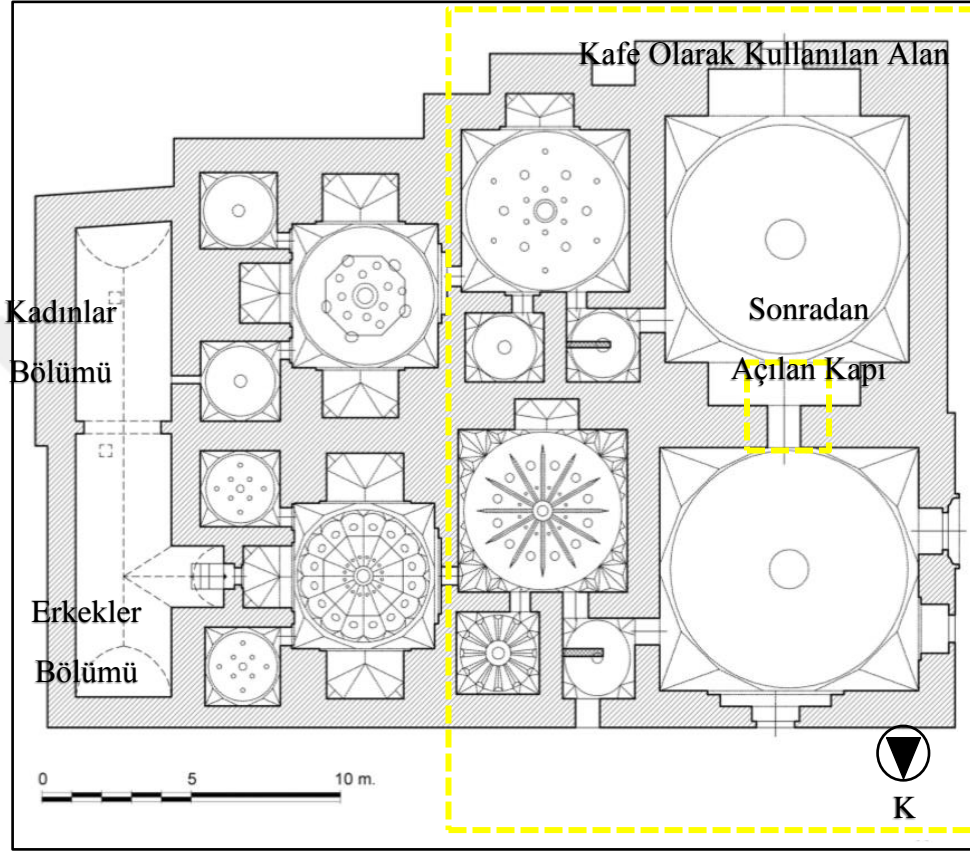 Kafe Olarak Kullanılan Alan
Kadınlar
Bölümü
Sonradan
Açılan Kapı
Erkekler
Bölümü
0 5 10 m.
K